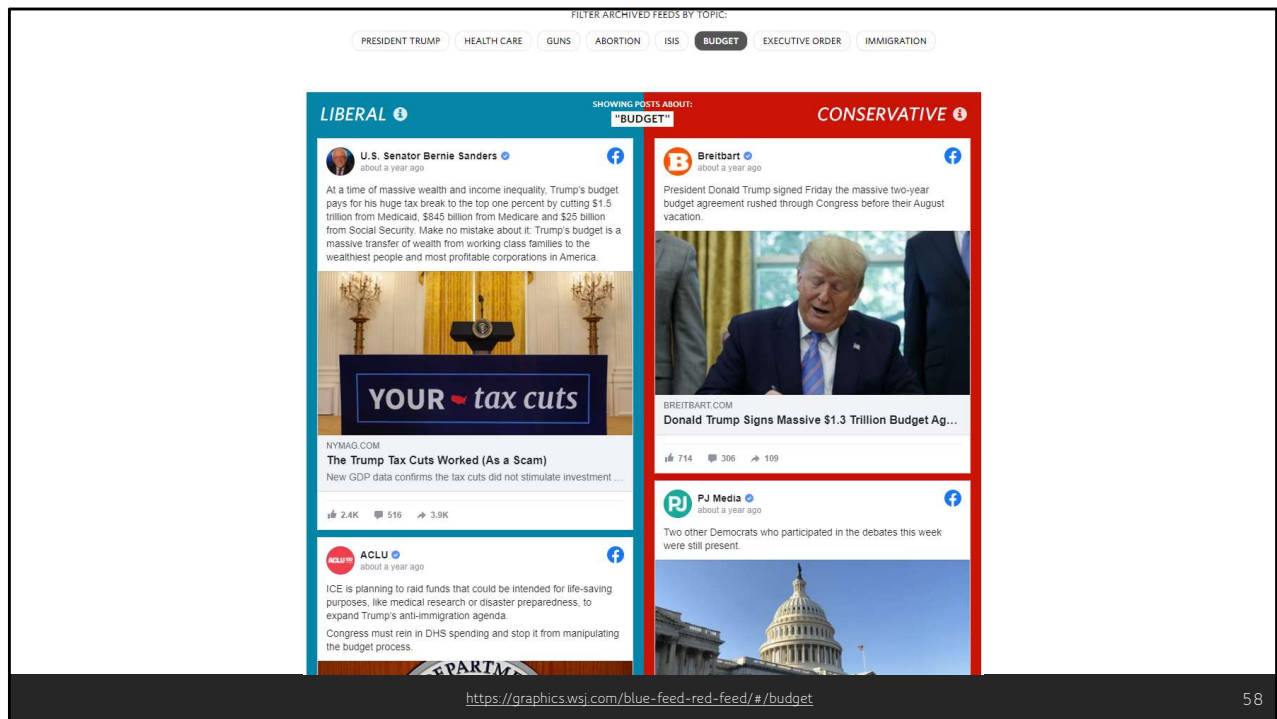 FILTER ARCHIVED FEEDS BY TOPIC:
PRESIDENT TRUMP HEALTH CARE GUNS ABORTION ISIS BUDGET EXECUTIVE ORDER IMMIGRATION
LIBERAL
SHOWING POSTS ABOUT:
"BUDGET"
CONSERVATIVE
U.S. Senator Bernie Sanders
about a year ago
At a time of massive wealth and income inequality, Trump's budget
pays for his huge tax break to the top one percent by cutting $1.5
trillion from Medicaid, $845 billion from Medicare and $25 billion
from Social Security. Make no mistake about it: Trump's budget is a
massive transfer of wealth from working class families to the
wealthiest people and most profitable corporations in America.
YOUR tax cuts
NYMAG.COM
The Trump Tax Cuts Worked (As a Scam)
New GDP data confirms the tax cuts did not stimulate investment ...
2.4K 516 3.9K
ACLU
ACLU
about a year ago
ICE is planning to raid funds that could be intended for life-saving
purposes, like medical research or disaster preparedness, to
expand Trump's anti-immigration agenda.
Congress must rein in DHS spending and stop it from manipulating
the budget process.
EPARTM
B
Breitbart
about a year ago
President Donald Trump signed Friday the massive two-year
budget agreement rushed through Congress before their August
vacation.
BREITBART.COM
Donald Trump Signs Massive $1.3 Trillion Budget Ag...
714 306 109
PJ
PJ Media
about a year ago
Two other Democrats who participated in the debates this week
were still present.
https://graphics.wsj.com/blue-feed-red-feed/#/budget
58